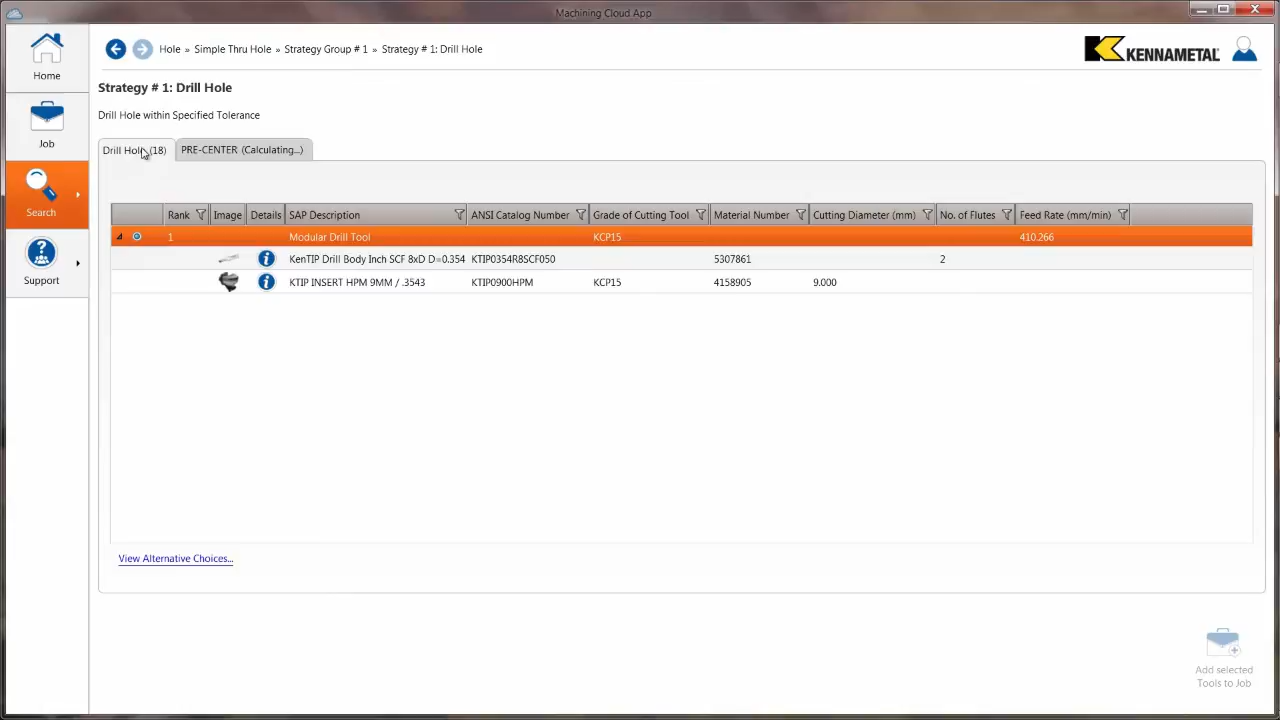 Machining Cloud App
Home
Job
Search
Support
Hole » Simple Thru Hole » Strategy Group # 1 » Strategy # 1: Drill Hole
KENNAMETAL
Strategy # 1: Drill Hole
Drill Hole within Specified Tolerance
Drill Hole (18) PRE-CENTER (Calculating...)
Rank Image Details SAP Description ANSI Catalog Number Grade of Cutting Tool Material Number Cutting Diameter (mm) No. of Flutes Feed Rate (mm/min)
1 Modular Drill Tool KCP15 410.266
KenTIP Drill Body Inch SCF 8xD D=0.354 KTIP0354R8SCF050 5307861 2
KTIP INSERT HPM 9MM / .3543 KTIP0900HPM KCP15 4158905 9.000
View Alternative Choices...
Add selected
Tools to Job